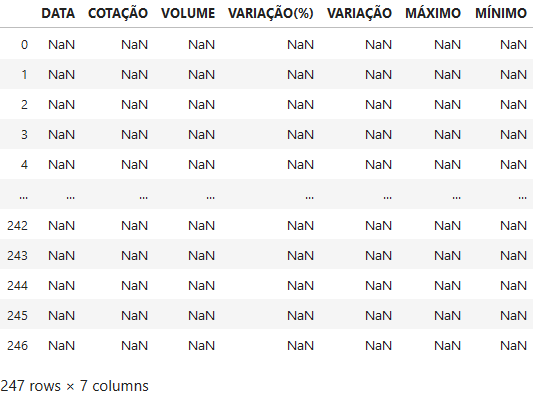 DATA COTAÇÃO VOLUME VARIAÇÃO(%) VARIAÇÃO MÁXIMO MÍNIMO
0 NaN NaN NaN NaN NaN NaN NaN
1 NaN NaN NaN NaN NaN NaN NaN
2 NaN NaN NaN NaN NaN NaN NaN
3 NaN NaN NaN NaN NaN NaN NaN
4 NaN NaN NaN NaN NaN NaN NaN
... ... ... ... ... ... ... ...
242 NaN NaN NaN NaN NaN NaN NaN
243 NaN NaN NaN NaN NaN NaN NaN
244 NaN NaN NaN NaN NaN NaN NaN
245 NaN NaN NaN NaN NaN NaN NaN
246 NaN NaN NaN NaN NaN NaN NaN
247 rows × 7 columns